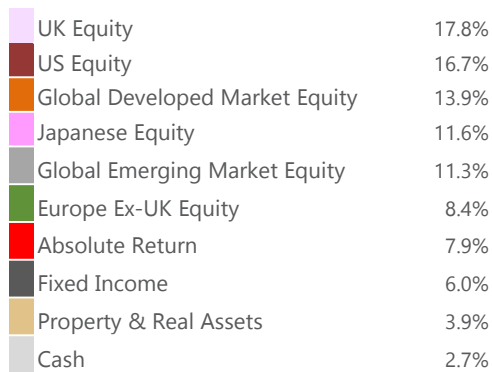 UK Equity 17.8%
US Equity 16.7%
Global Developed Market Equity 13.9%
Japanese Equity 11.6%
Global Emerging Market Equity 11.3%
Europe Ex-UK Equity 8.4%
Absolute Return 7.9%
Fixed Income 6.0%
Property & Real Assets 3.9%
Cash 2.7%